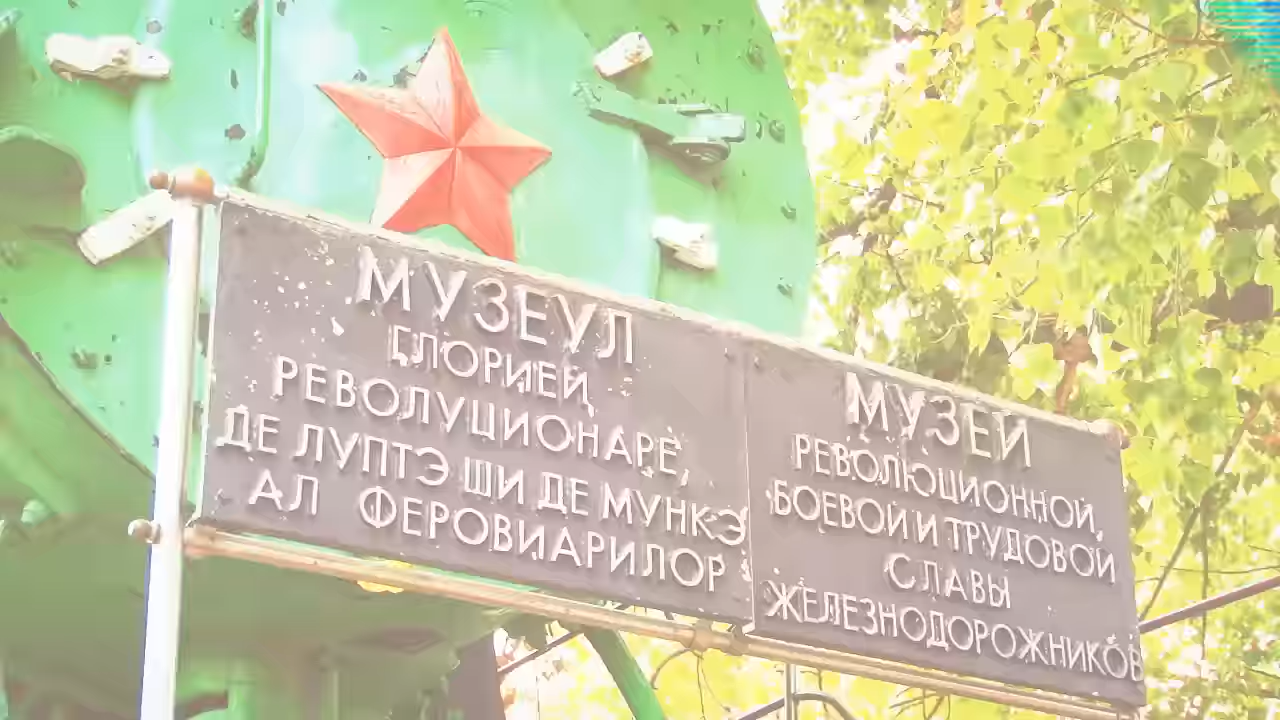 МУЗЕУЛ
ГЛОРИЕЙ
РЕВОЛУЦИОНАРЕ,
ДЕ ЛУПТЭ ШИ ДЕ МУНКЭ
АЛ ФЕРОВИАРИЛОР
МУЗЕЙ
РЕВОЛЮЦИОННОЙ,
БОЕВОЙ И ТРУДОВОЙ
СЛАВЫ
ЖЕЛЕЗНОДОРОЖНИКОВ